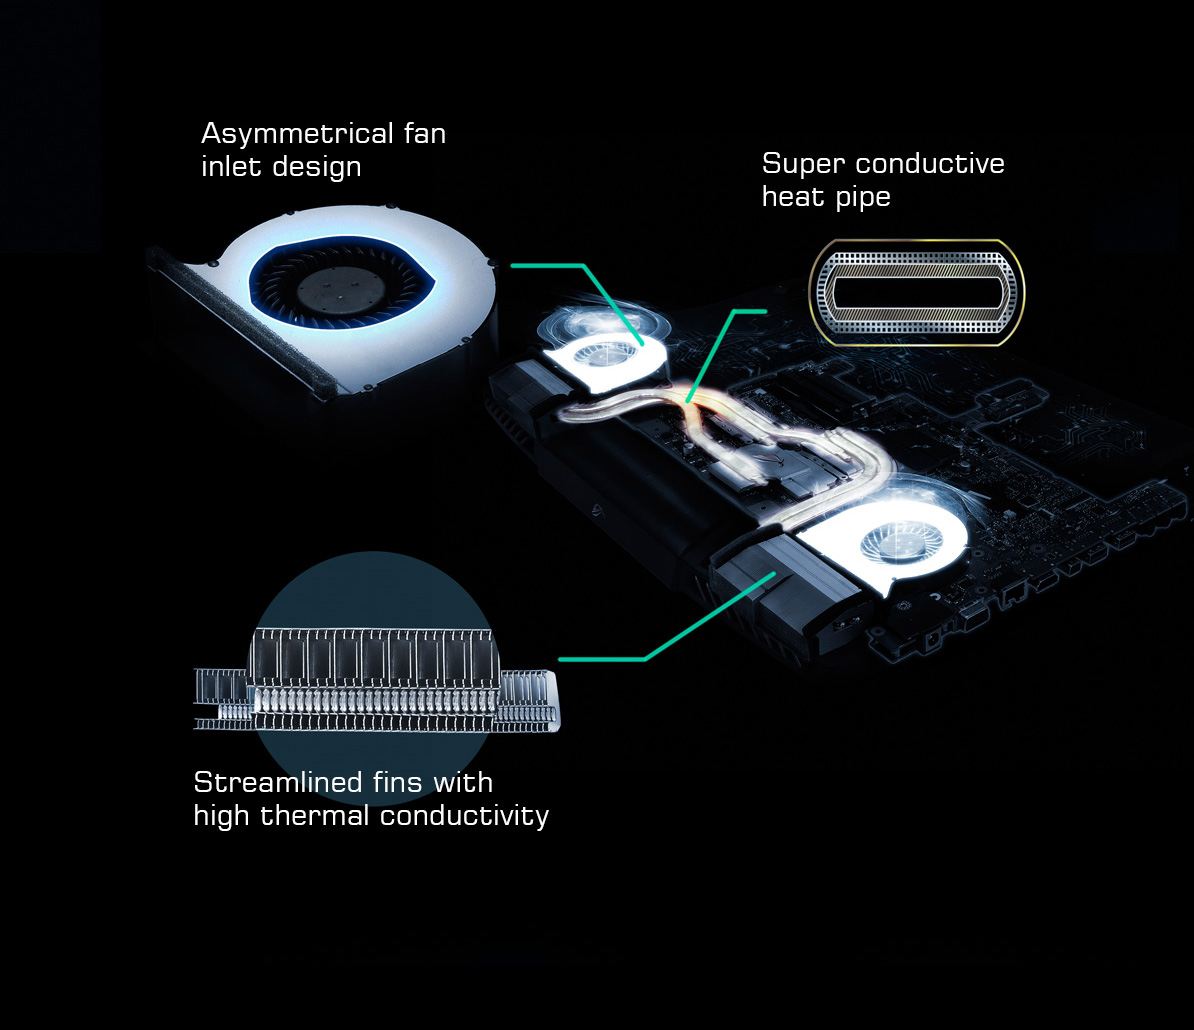 Asymmetrical fan
inlet design
Super conductive
heat pipe
Streamlined fins with
high thermal conductivity